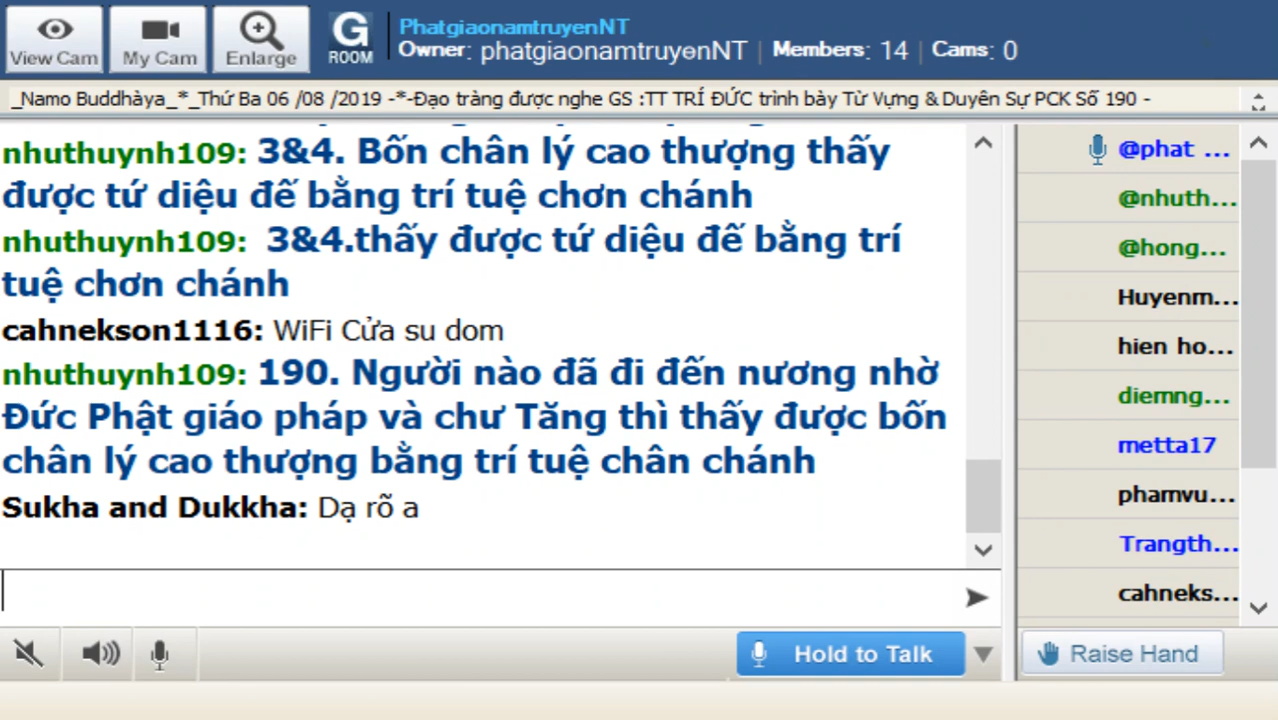 View Cam
My Cam
Enlarge
G
ROOM
PhatgiaonamtruyenNT
Owner: phatgiaonamtruyenNT | Members: 14 | Cams: 0
_Namo Buddhàya_*_Thứ Ba 06 /08 /2019 -*-Đạo tràng được nghe GS :TT TRÍ ĐỨC trình bày Từ Vựng & Duyên Sự PCK Số 190 -
nhuthuynh109: 3&4. Bốn chân lý cao thượng thấy
được tứ diệu đế bằng trí tuệ chơn chánh
nhuthuynh109: 3&4.thấy được tứ diệu đế bằng trí
tuệ chơn chánh
cahnekson1116: WiFi Cửa su dom
nhuthuynh109: 190. Người nào đã đi đến nương nhờ
Đức Phật giáo pháp và chư Tăng thì thấy được bốn
chân lý cao thượng bằng trí tuệ chân chánh
Sukha and Dukkha: Dạ rõ a
@phat ...
@nhuth...
@hong...
Huyenm...
hien ho...
diemng...
metta17
phamvu...
Trangth...
cahneks...
Hold to Talk
Raise Hand